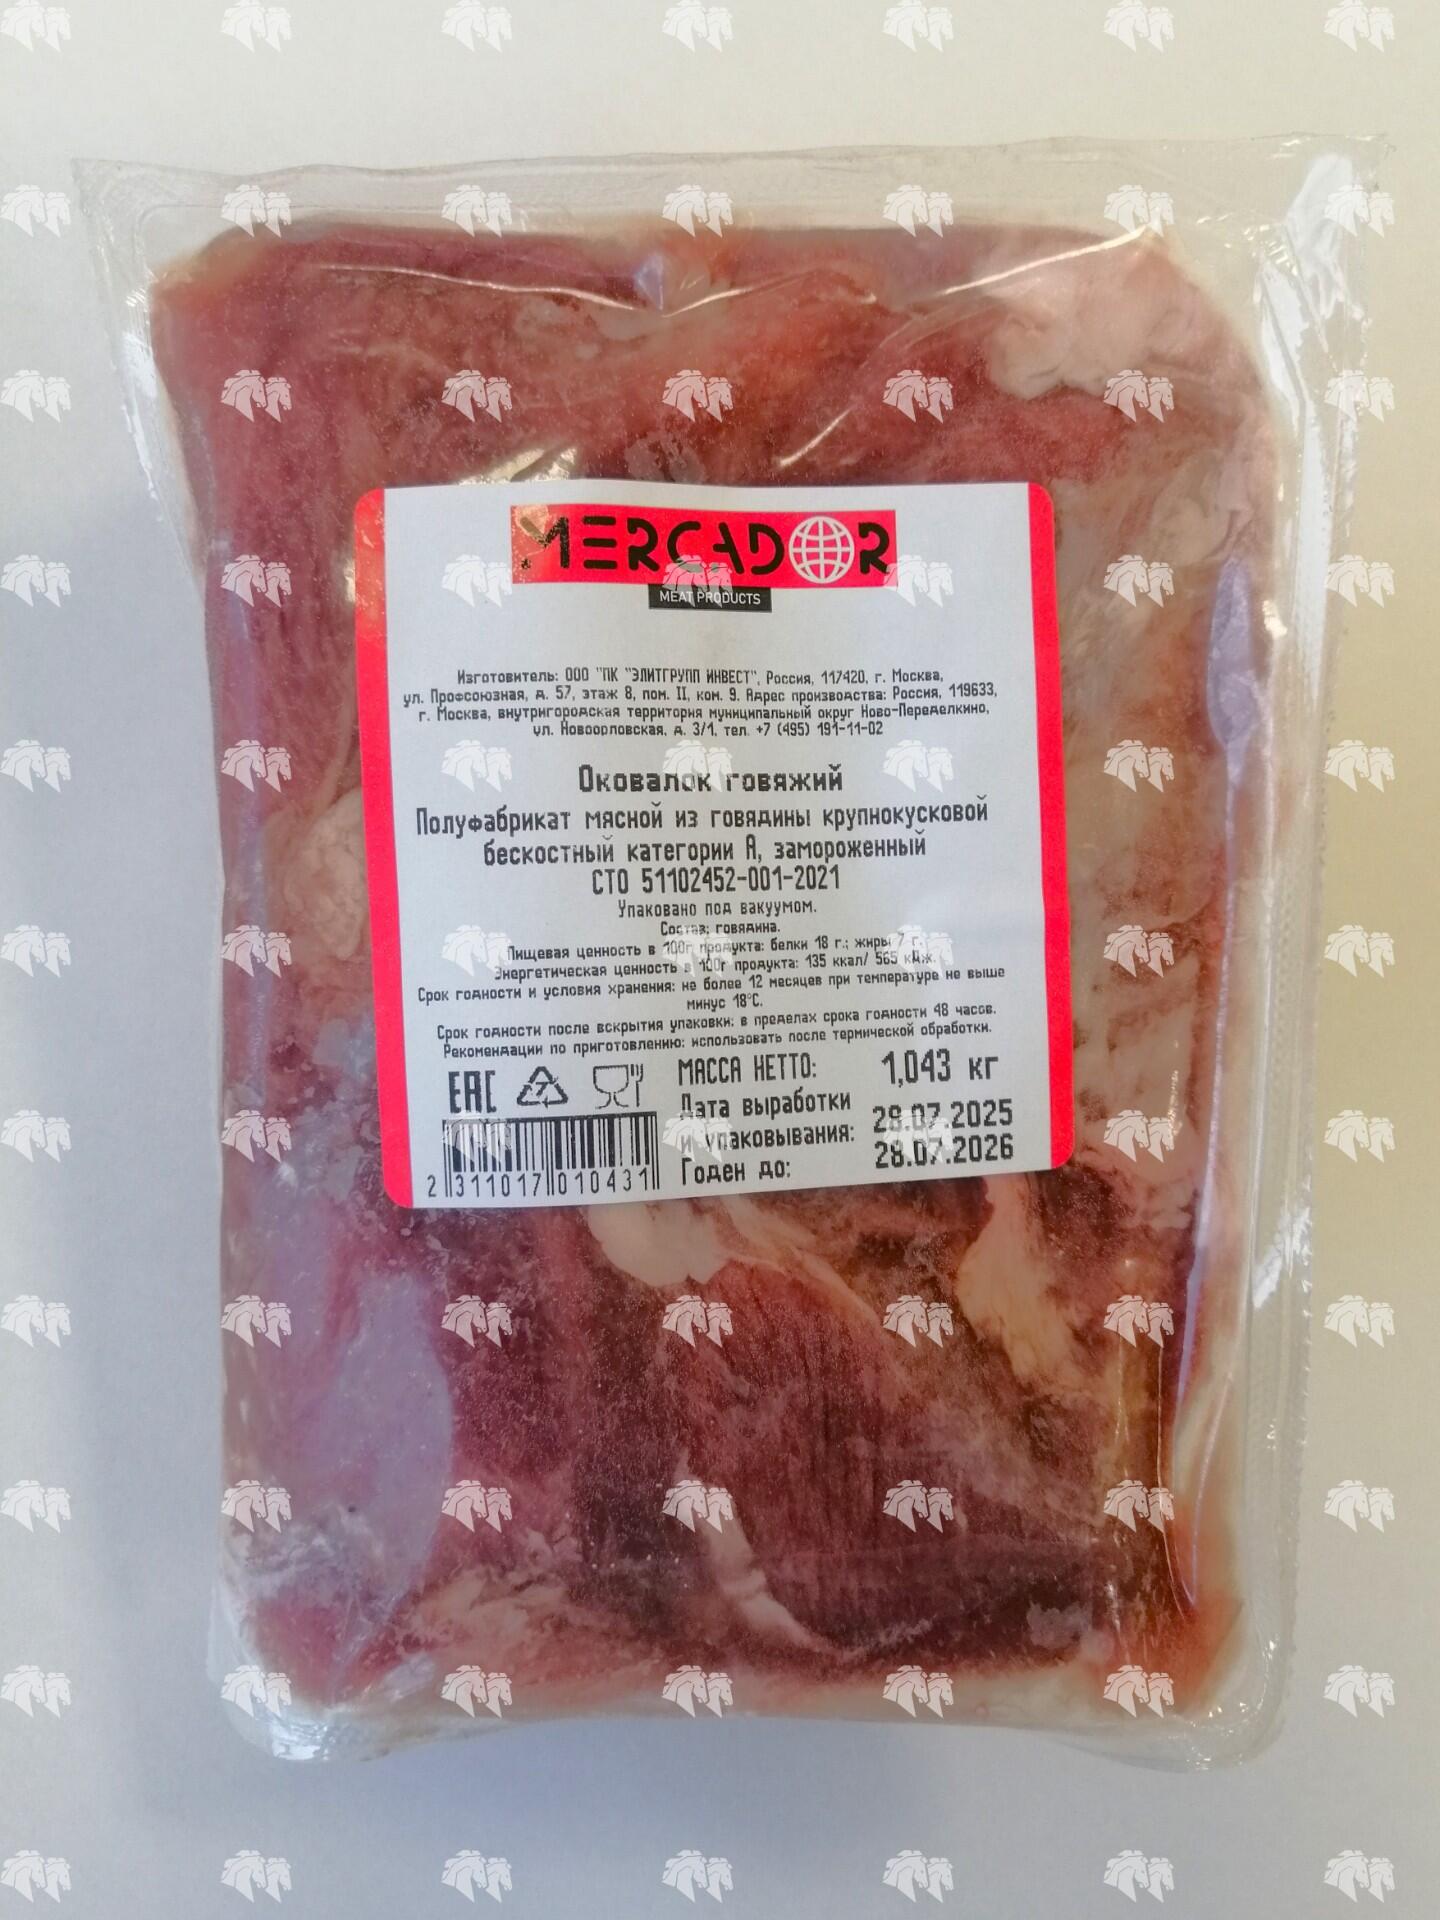 MERCADOR
MEAT PRODUCTS
Изготовитель: ООО "ПК "ЭЛИТГРУПП ИНВЕСТ", Россия, 117420, г. Москва,
ул. Профсоюзная, д. 57, этаж 8, пом. II, ком. 9. Адрес производства: Россия, 119633,
г. Москва, внутригородская территория муниципальный округ Ново-Переделкино,
ул. Новоорловская, д. 3/1, тел. +7 (495) 191-11-02
Оковалок говяжий
Полуфабрикат мясной из говядины крупнокусковой
бескостный категории А, замороженный
СТО 51102452-001-2021
Упаковано под вакуумом.
Состав: говядина.
Пищевая ценность в 100г продукта: белки 18 г.; жиры 7 г.
Энергетическая ценность в 100г продукта: 135 ккал/ 565 кДж.
Срок годности и условия хранения: не более 12 месяцев при температуре не выше
минус 18°С.
Срок годности после вскрытия упаковки: в пределах срока годности 48 часов.
Рекомендации по приготовлению: использовать после термической обработки.
EAC 7
МАССА НЕТТО: 1,043 кг
Дата выработки
и упаковывания: 28.07.2025
Годен до: 28.07.2026
2 311017 010431